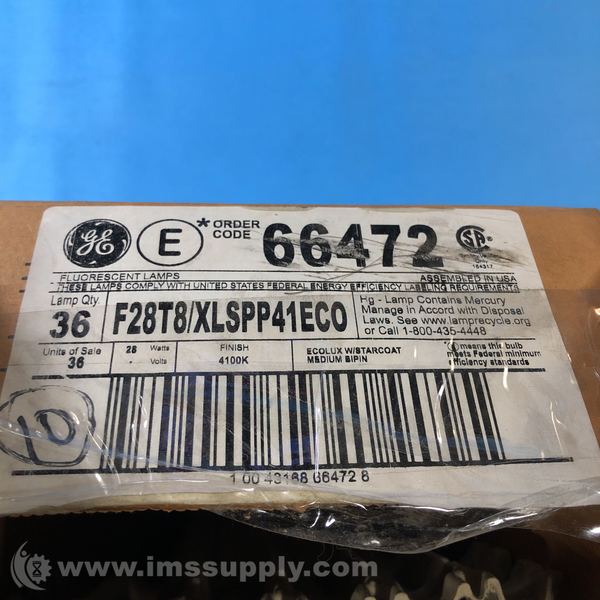 GE
E
* ORDER CODE 66472
SA
164317
FLUORESCENT LAMPS
ASSEMBLED IN USA
THESE LAMPS COMPLY WITH UNITED STATES FEDERAL ENERGY EFFICIENCY LABELING REQUIREMENTS
Lamp Qty.
36
F28T8/XLSPP41ECO
Hg - Lamp Contains Mercury
Manage in Accord with Disposal
Laws. See www.lamprecycle.org
or Call 1-800-435-4448
Units of Sale
36
28 Watts
- Volts
FINISH
4100K
ECOLUX W/STARCOAT
MEDIUM BIPIN
E means this bulb
meets Federal minimum
efficiency standards
10
1 00 43168 66472 8
www.imssupply.com